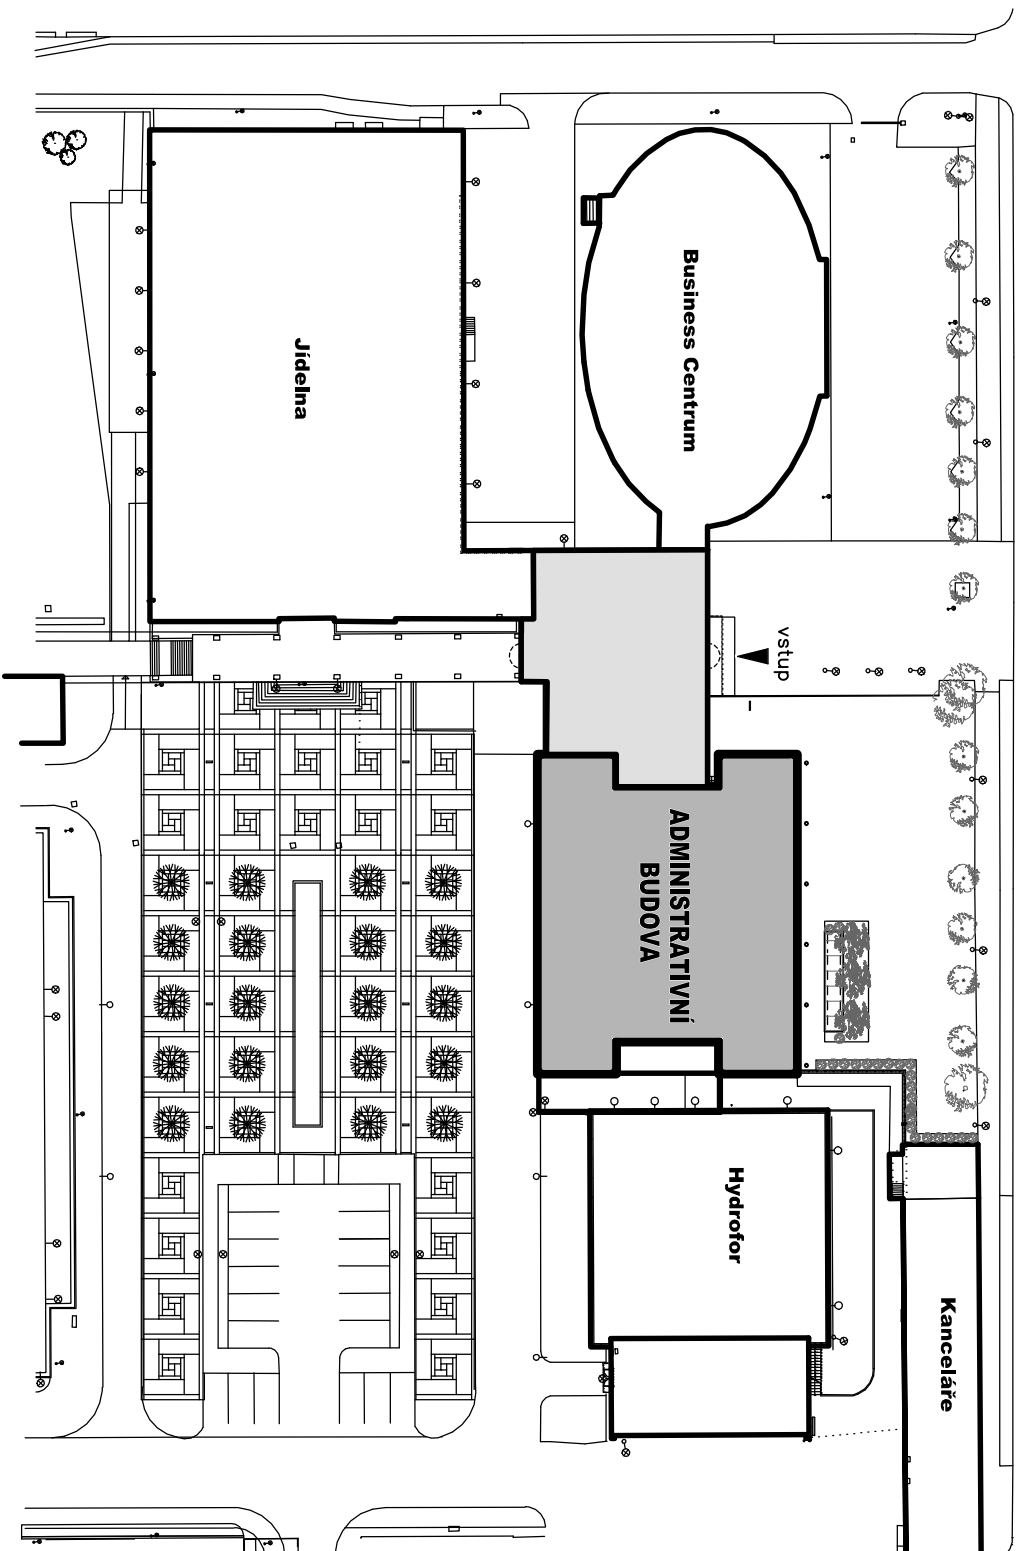 Business Centrum
Jídelna
vstup
ADMINISTRATIVNÍ
BUDOVA
Hydrofor
Kanceláře